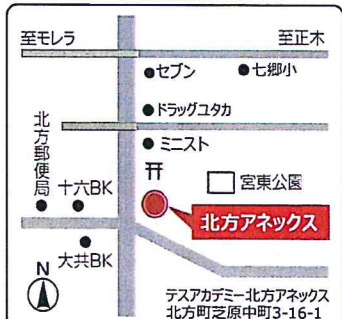 至モレラ
至正木
セブン
七郷小
ドラッグユタカ
北方郵便局
ミニスト
十六BK
宮東公園
北方アネックス
大共BK
N
テスアカデミー北方アネックス
北方町芝原中町3-16-1